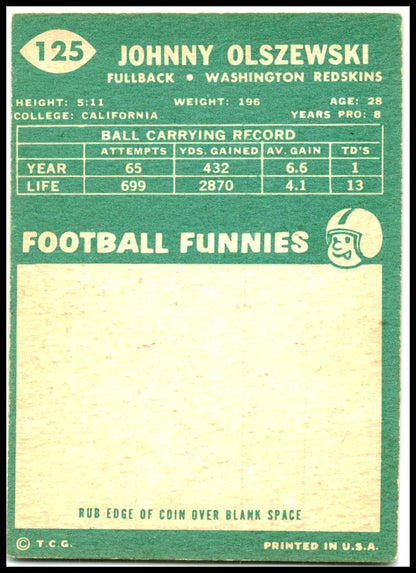 125 JOHNNY OLSZEWSKI
FULLBACK • WASHINGTON REDSKINS
HEIGHT: 5:11 WEIGHT: 196 AGE: 28
COLLEGE: CALIFORNIA YEARS PRO: 8
BALL CARRYING RECORD
ATTEMPTS YDS. GAINED AV. GAIN TD'S
YEAR 65 432 6.6 1
LIFE 699 2870 4.1 13
FOOTBALL FUNNIES
RUB EDGE OF COIN OVER BLANK SPACE
© T.C.G. PRINTED IN U.S.A.